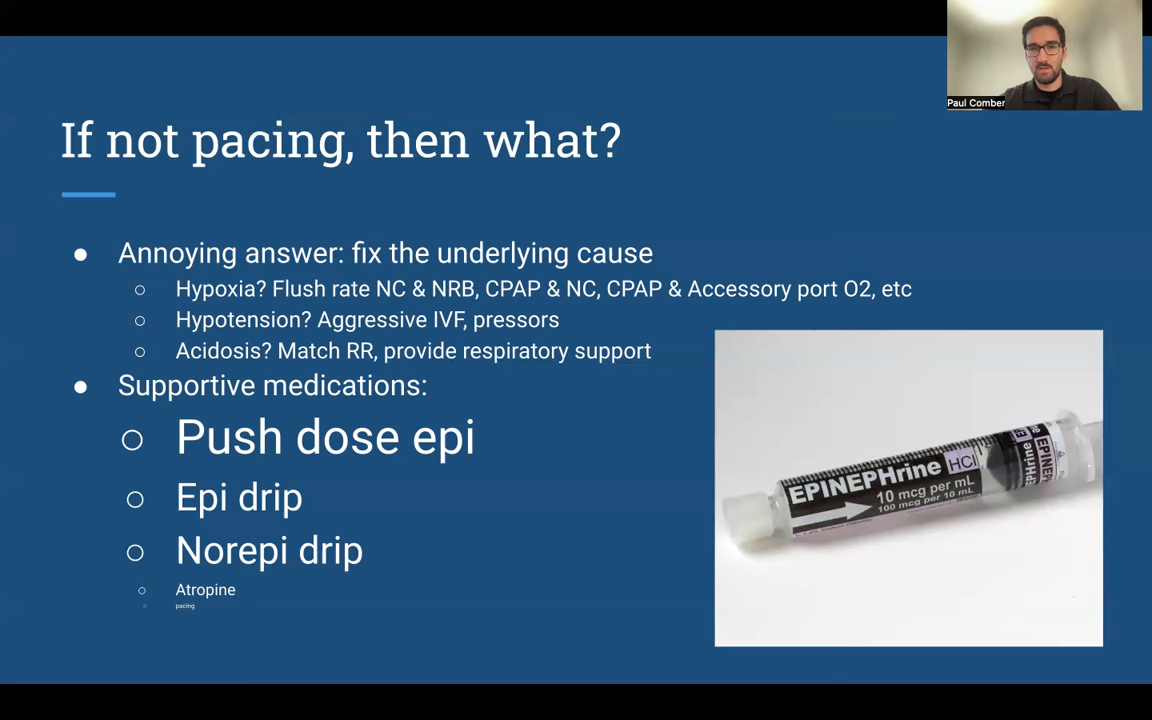 Paul Comber
If not pacing, then what?
● Annoying answer: fix the underlying cause
○ Hypoxia? Flush rate NC & NRB, CPAP & NC, CPAP & Accessory port O2, etc
○ Hypotension? Aggressive IVF, pressors
○ Acidosis? Match RR, provide respiratory support
● Supportive medications:
○ Push dose epi
○ Epi drip
○ Norepi drip
○ Atropine
○ pacing
EPINEPHrine HCl
10 mcg per mL
100 mcg per 10 mL